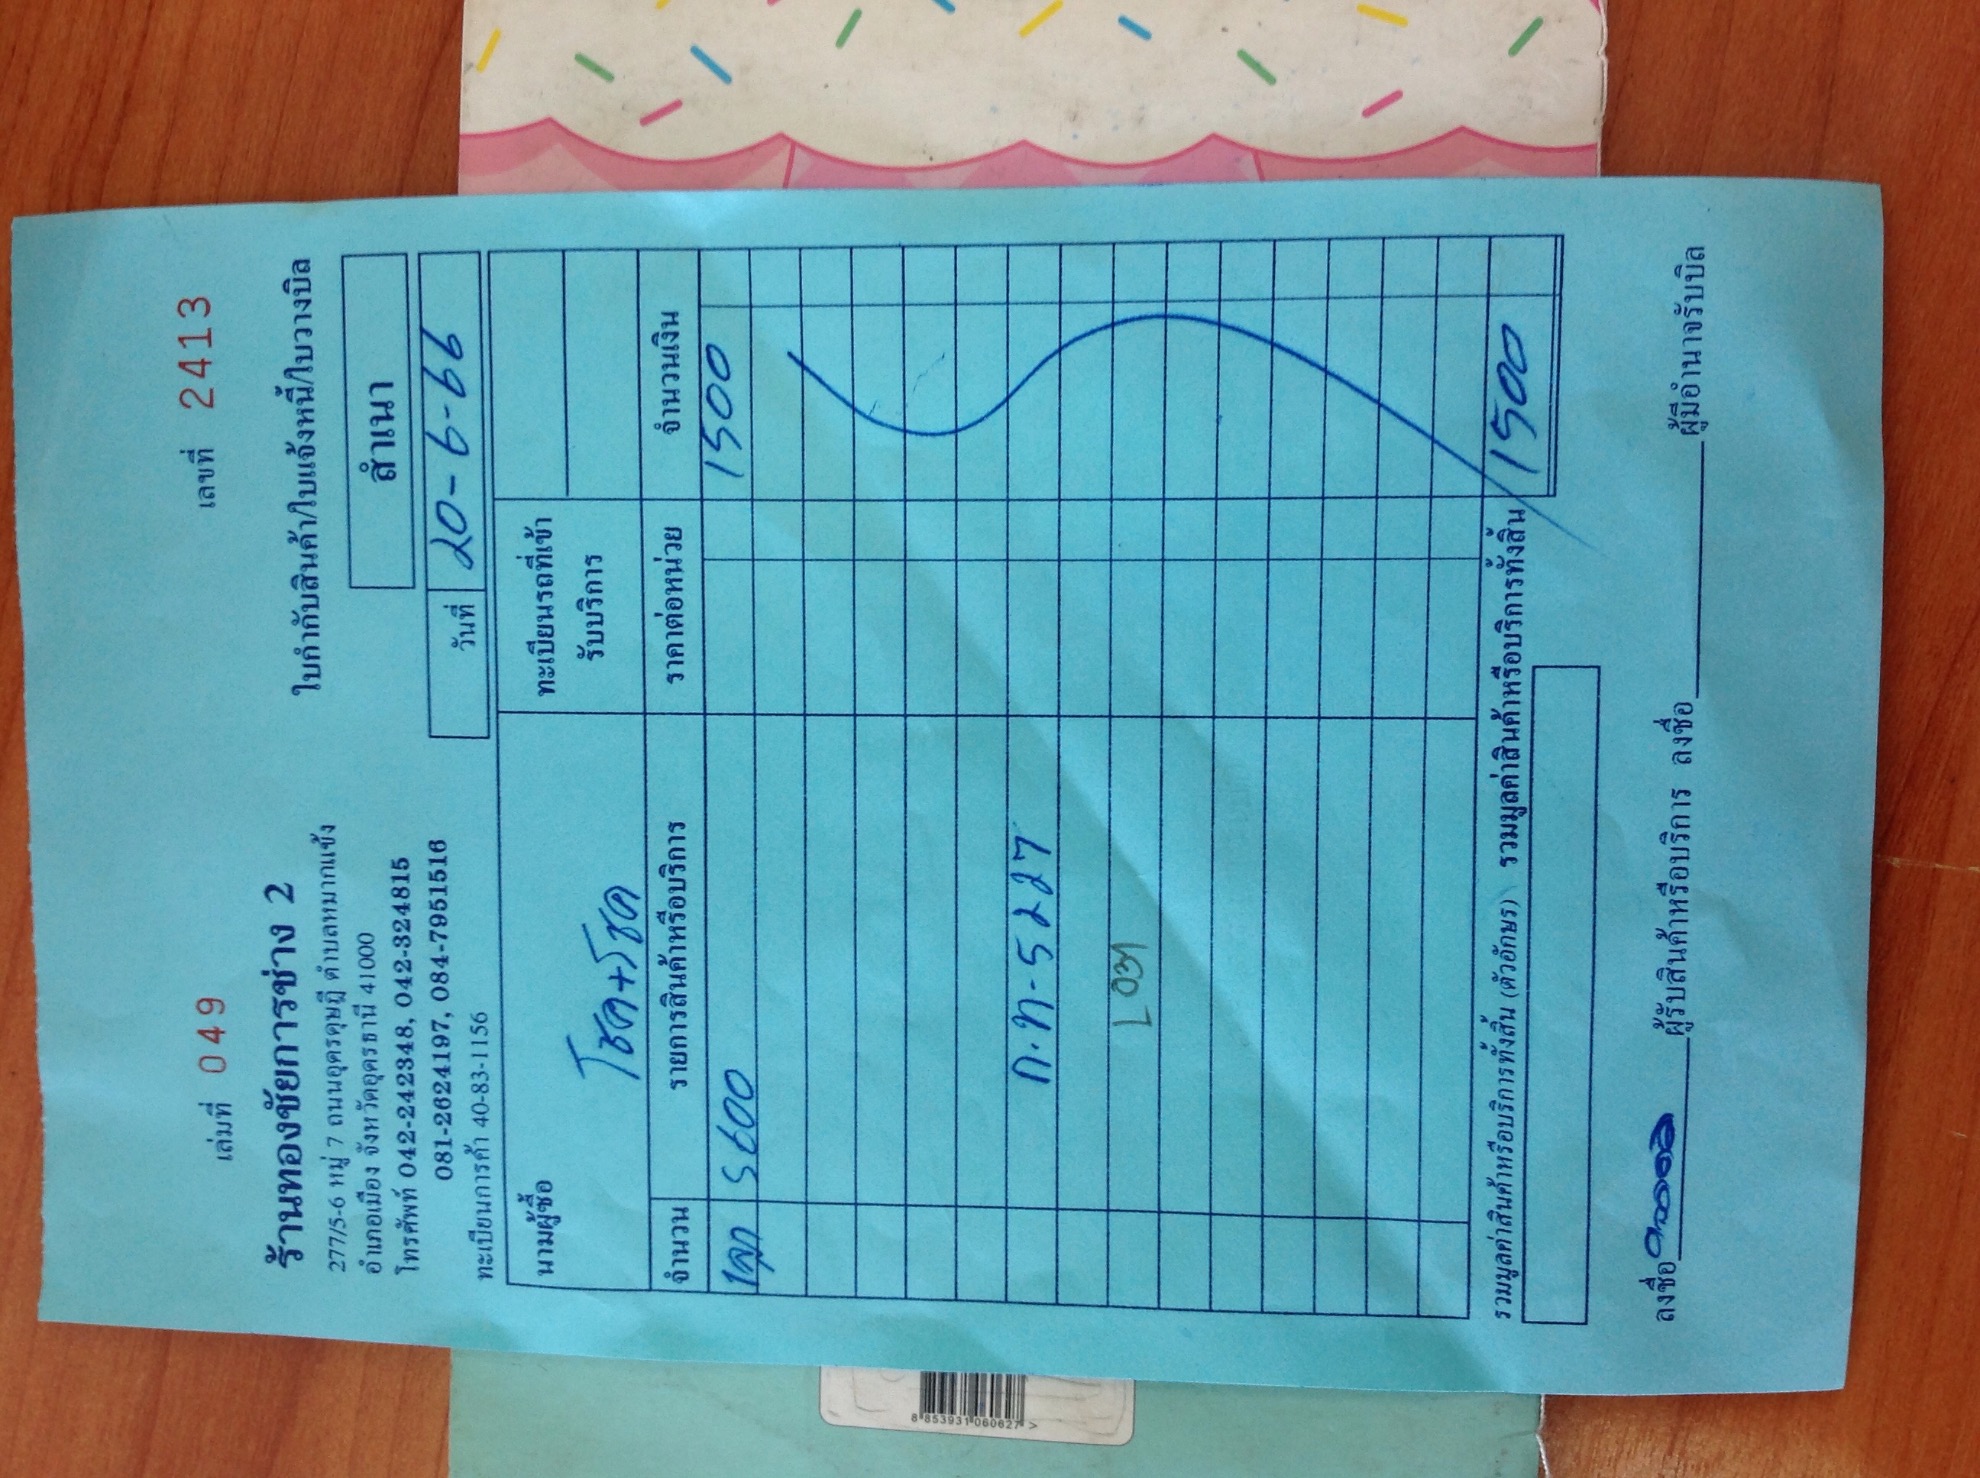 เล่มที่ 049
เลขที่ 2413
ร้านทองชัยการช่าง 2
277/5-6 หมู่ 7 ถนนอุดรดุษฎี ตำบลหมากแข้ง
อำเภอเมือง จังหวัดอุดรธานี 41000
โทรศัพท์ 042-242348, 042-324815
081-2624197, 084-7951516
ทะเบียนการค้า 40-83-1156
ใบกำกับสินค้า/ใบแจ้งหนี้/ใบวางบิล
สำเนา
วันที่ 20-6-66
นามผู้ซื้อ โชค+โชค
ทะเบียนรถที่เข้า
รับบริการ
จำนวน รายการสินค้าหรือบริการ ราคาต่อหน่วย จำนวนเงิน
5600 1500
ก.ท-5227
L031
รวมมูลค่าสินค้าหรือบริการทั้งสิ้น (ตัวอักษร) รวมมูลค่าสินค้าหรือบริการทั้งสิ้น 1500
ลงชื่อ ผู้รับสินค้าหรือบริการ ลงชื่อ ผู้มีอำนาจรับบิล
8 853931 060627 >